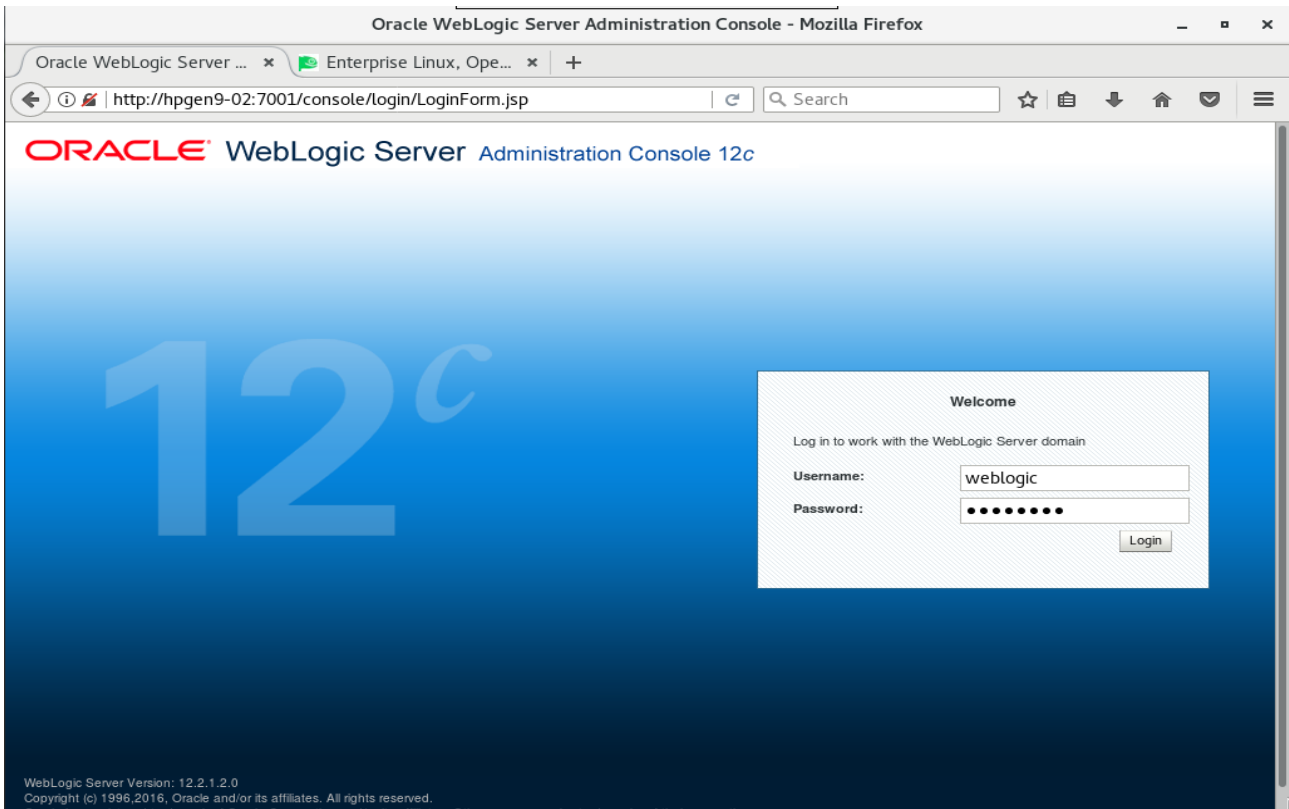 Oracle WebLogic Server Administration Console - Mozilla Firefox
Oracle WebLogic Server ...
Enterprise Linux, Ope...
http://hpgen9-02:7001/console/login/LoginForm.jsp
Search
ORACLE WebLogic Server Administration Console 12c
12c
Welcome
Log in to work with the WebLogic Server domain
Username: weblogic
Password: ●●●●●●●●
Login
WebLogic Server Version: 12.2.1.2.0
Copyright (c) 1996,2016, Oracle and/or its affiliates. All rights reserved.